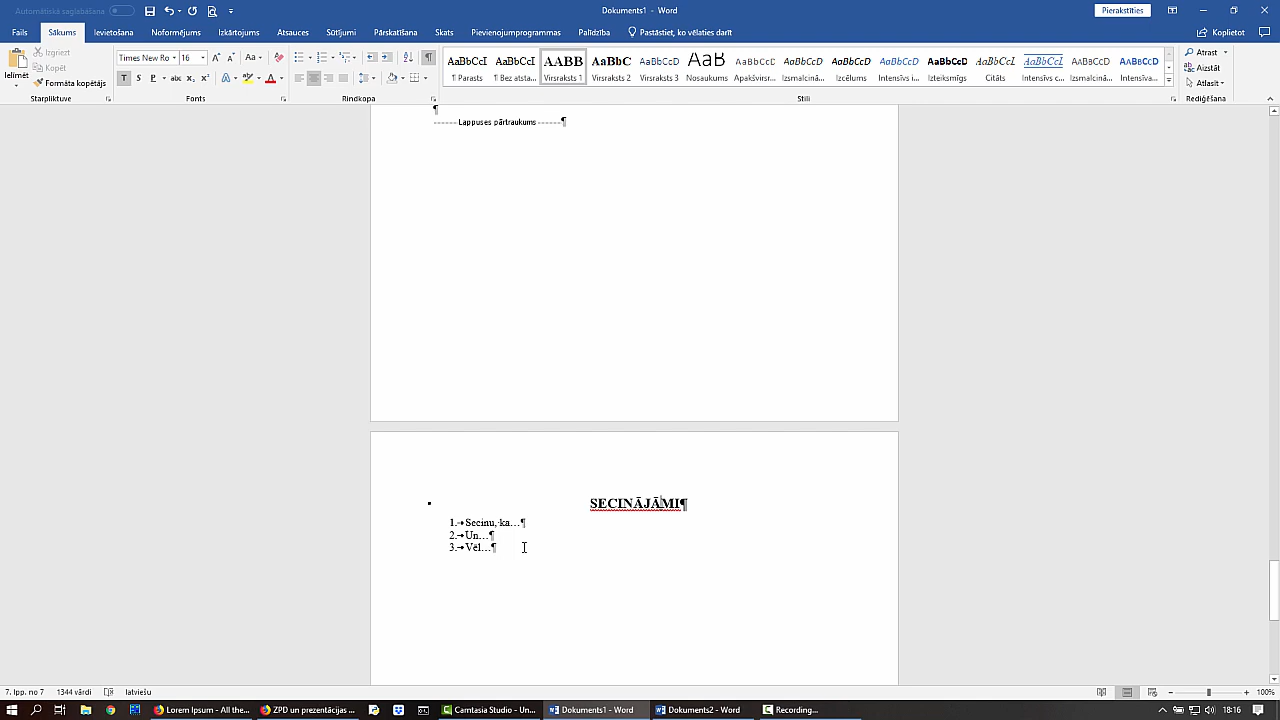 Automātiskā saglabāšana
Dokuments1 - Word
Pierakstīties
Fails
Sākums
Ievietošana
Noformējums
Izkārtojums
Atsauces
Sūtījumi
Pārskatīšana
Skats
Pievienojumprogrammas
Palīdzība
Pastāstiet, ko vēlaties darīt
Koplietot
Ielīmēt
Izgriezt
Kopēt
Formāta kopētājs
Starpliktuve
Times New Ro
16
Fonts
Rindkopa
AaBbCcI
¶ Parasts
AaBbCcI
¶ Bez atsta...
AABB
Virsraksts 1
AaBbC
Virsraksts 2
AaBbCcD
Virsraksts 3
AaB
Nosaukums
AaBbCcD
Apakšvirs...
AaBbCcD
Izsmalcinā...
AaBbCcD
Izcēlums
AaBbCcD
Intensīvs i...
AaBbCcD
Izteiksmīgs
AaBbCcD
Citāts
AaBbCcI
Intensīvs c...
AABBCCD
Izsmalcinā...
AABBCCD
Intensīva...
Stili
Atrast
Aizstāt
Atlasīt
Rediģēšana
¶
Lappuses pārtraukums ¶
SECINĀJĀMI¶
1.→Secinu,·ka…¶
2.→Un…¶
3.→Vēl…¶
7. lpp. no 7
1344 vārdi
latviešu
100%
Lorem Ipsum - All the...
ZPD un prezentācijas ...
Camtasia Studio - Un...
Dokuments1 - Word
Dokuments2 - Word
Recording...
18:16